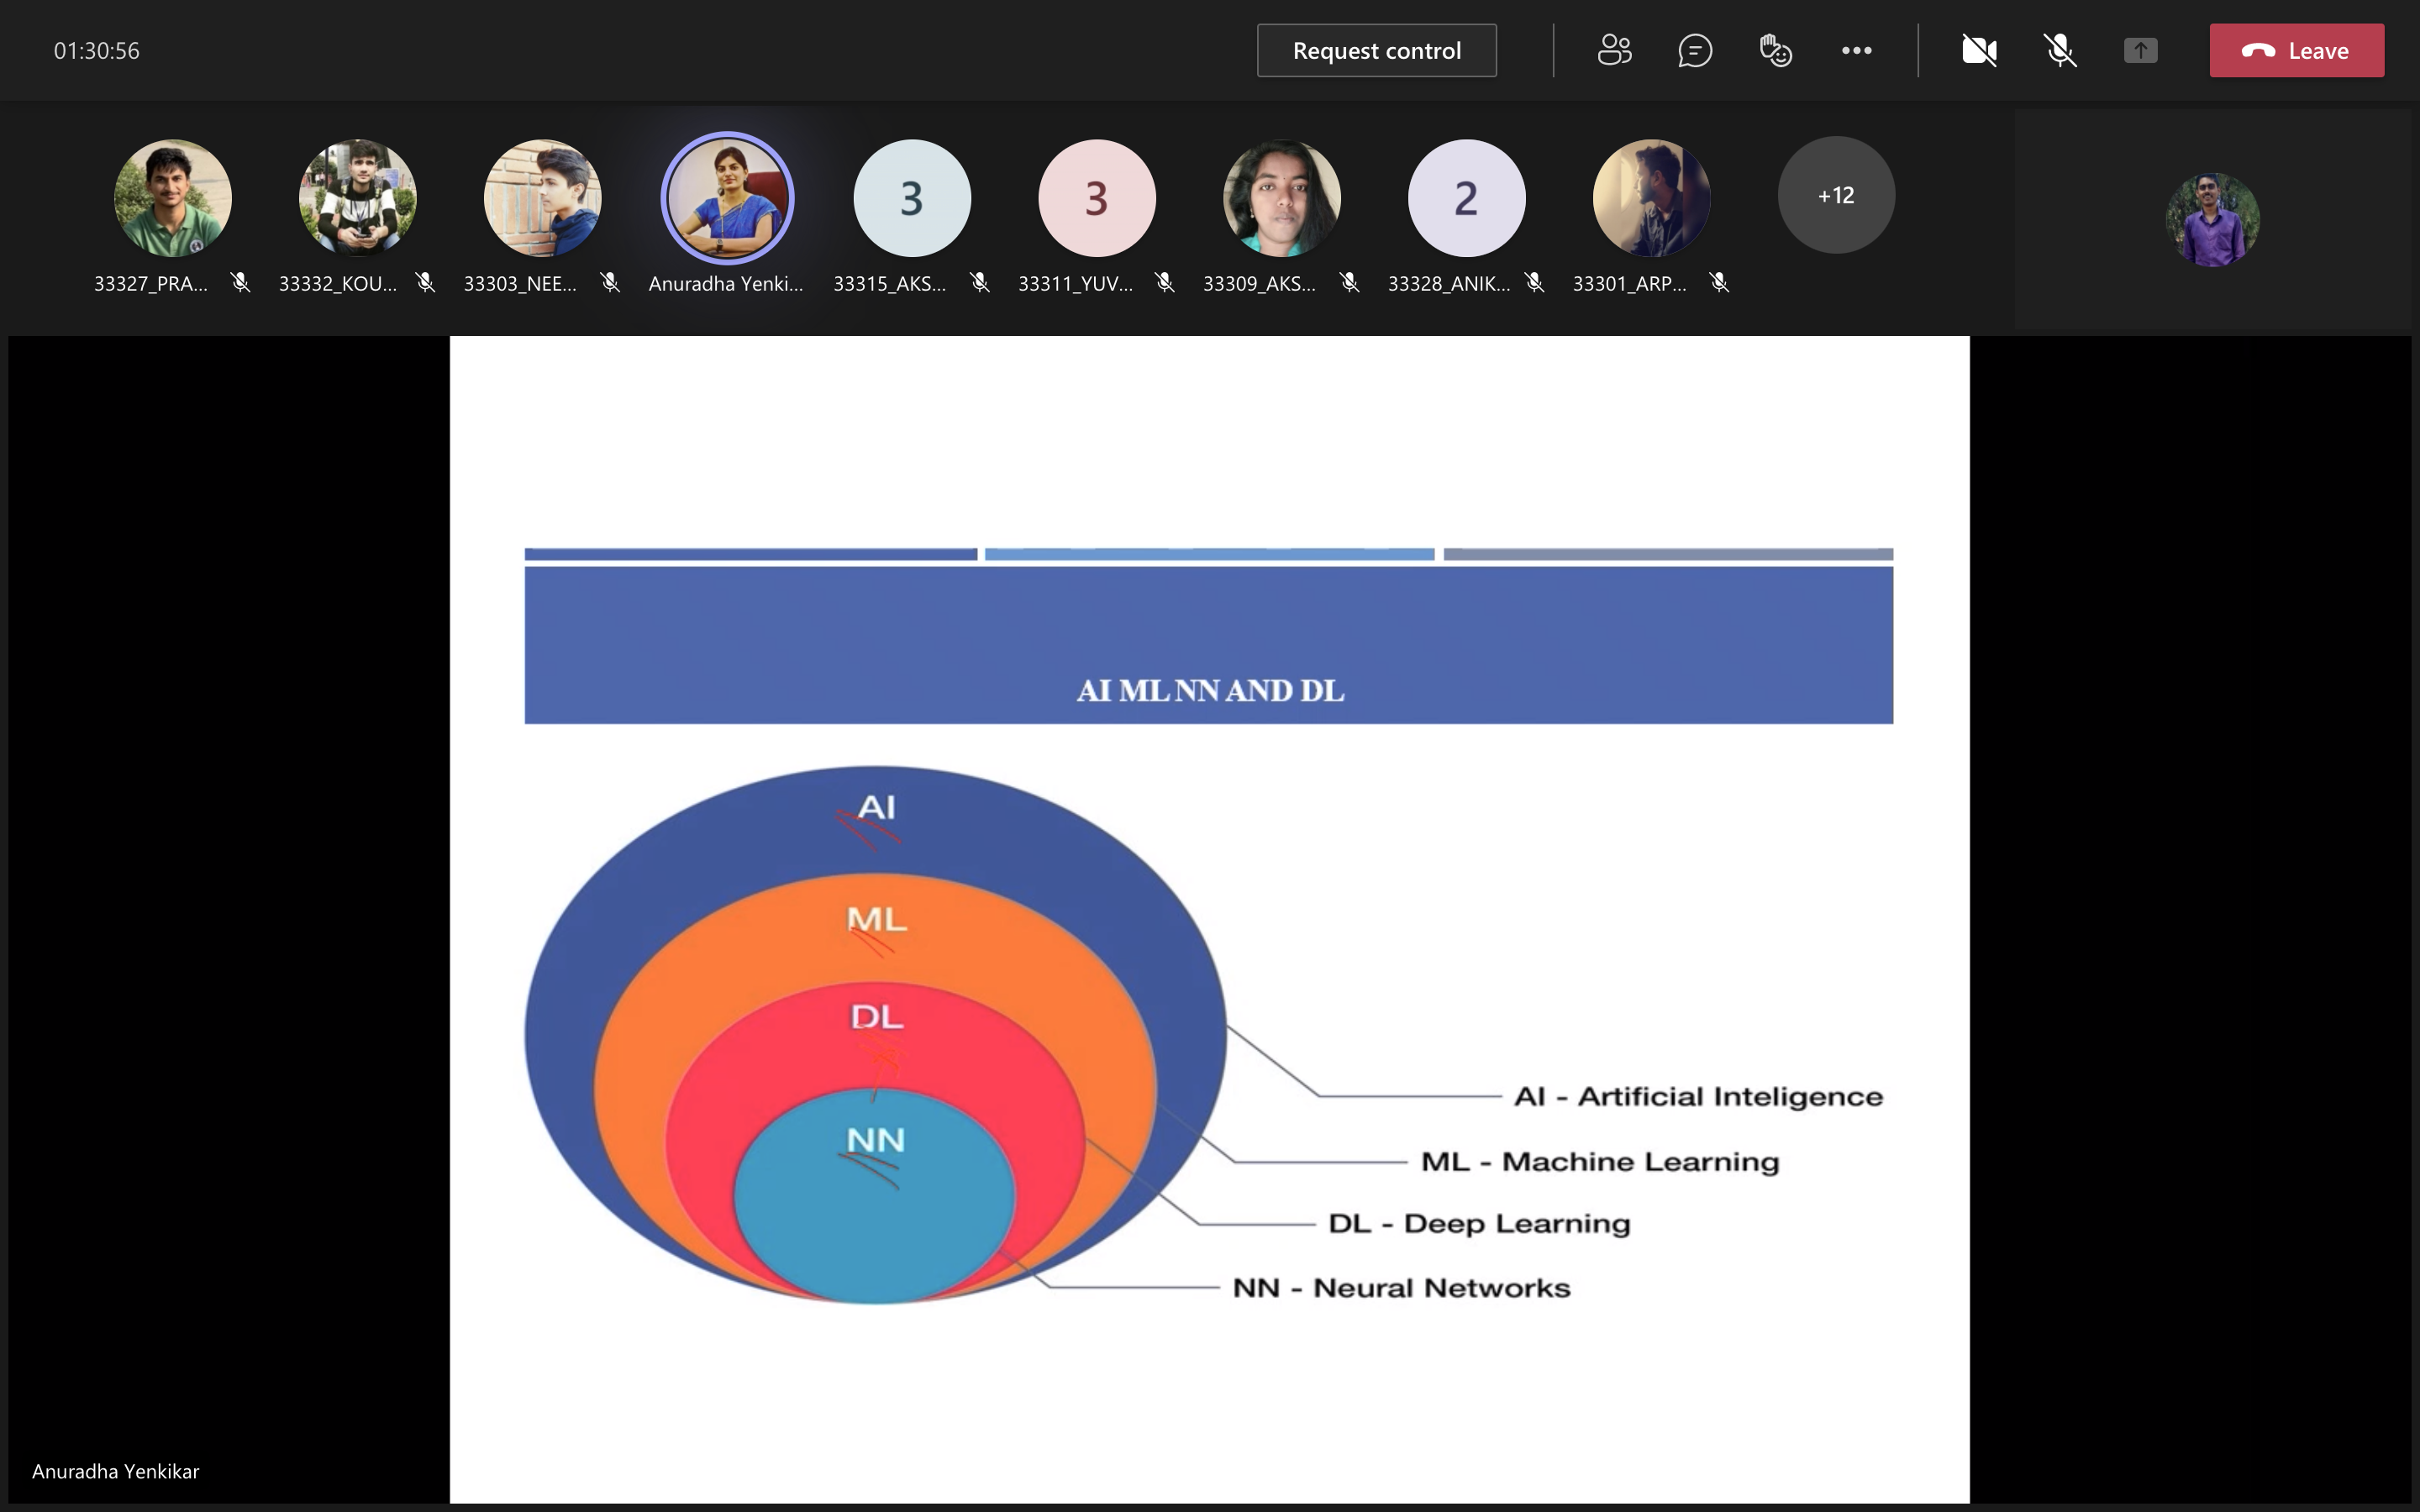 01:30:56
Request control
Leave
3
3
2
+12
33327_PRA...
33332_KOU...
33303_NEE...
Anuradha Yenki...
33315_AKS...
33311_YUV...
33309_AKS...
33328_ANIK...
33301_ARP...
AI ML NN AND DL
AI
ML
DL
NN
AI - Artificial Inteligence
ML - Machine Learning
DL - Deep Learning
NN - Neural Networks
Anuradha Yenkikar